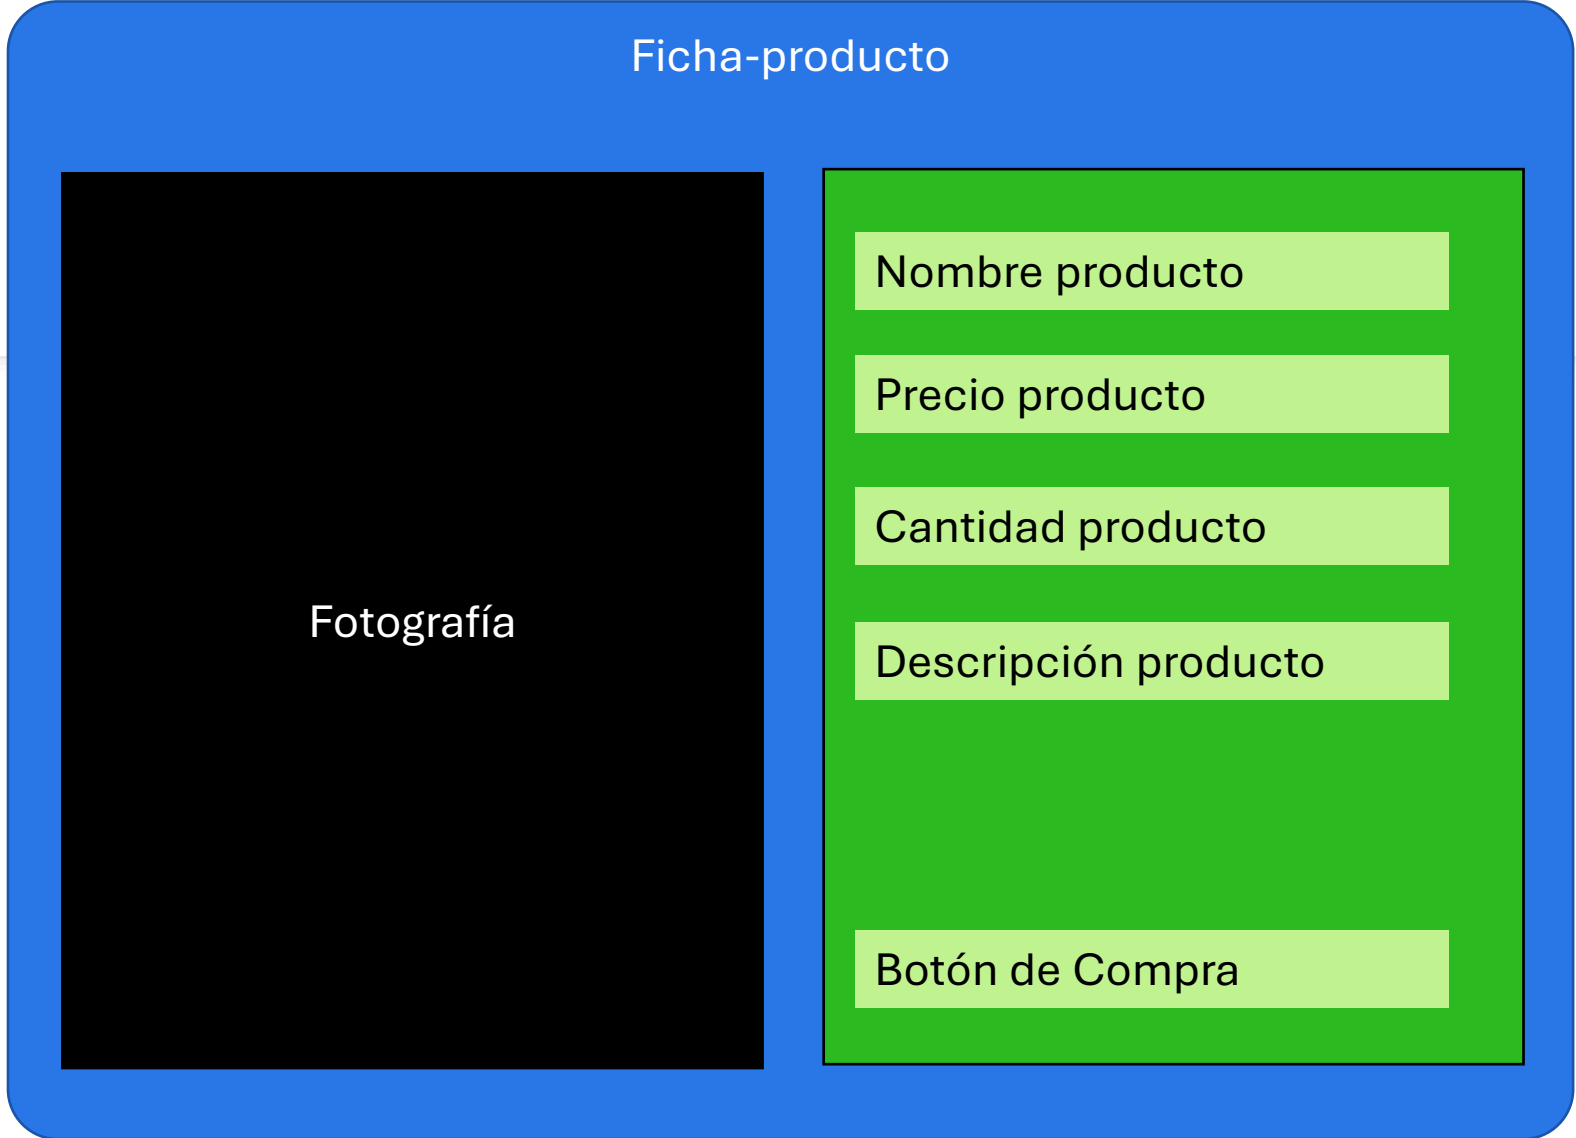 Ficha-producto
Fotografía
Nombre producto
Precio producto
Cantidad producto
Descripción producto
Botón de Compra